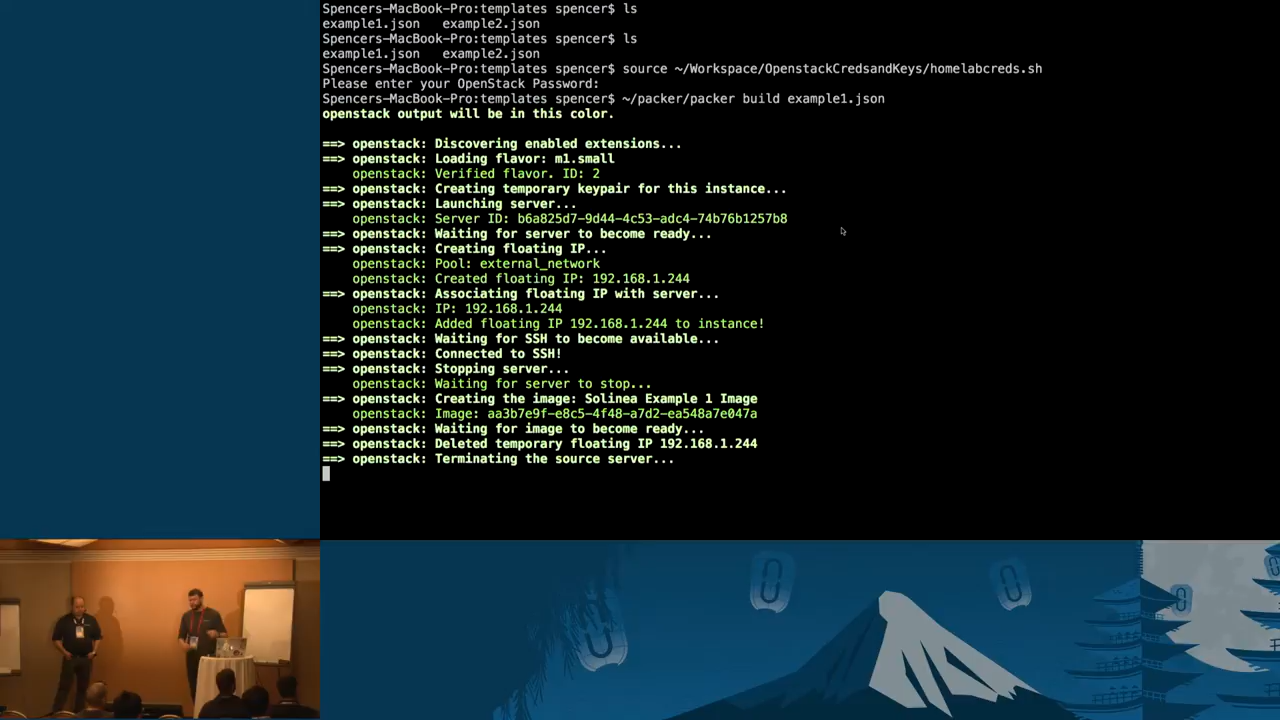 Spencers-MacBook-Pro:templates spencer$ ls
example1.json   example2.json
Spencers-MacBook-Pro:templates spencer$ ls
example1.json   example2.json
Spencers-MacBook-Pro:templates spencer$ source ~/Workspace/OpenstackCredsandKeys/homelabcreds.sh
Please enter your OpenStack Password:
Spencers-MacBook-Pro:templates spencer$ ~/packer/packer build example1.json
openstack output will be in this color.
==> openstack: Discovering enabled extensions...
==> openstack: Loading flavor: m1.small
    openstack: Verified flavor. ID: 2
==> openstack: Creating temporary keypair for this instance...
==> openstack: Launching server...
    openstack: Server ID: b6a825d7-9d44-4c53-adc4-74b76b1257b8
==> openstack: Waiting for server to become ready...
==> openstack: Creating floating IP...
    openstack: Pool: external_network
    openstack: Created floating IP: 192.168.1.244
==> openstack: Associating floating IP with server...
    openstack: IP: 192.168.1.244
    openstack: Added floating IP 192.168.1.244 to instance!
==> openstack: Waiting for SSH to become available...
==> openstack: Connected to SSH!
==> openstack: Stopping server...
    openstack: Waiting for server to stop...
==> openstack: Creating the image: Solinea Example 1 Image
    openstack: Image: aa3b7e9f-e8c5-4f48-a7d2-ea548a7e047a
==> openstack: Waiting for image to become ready...
==> openstack: Deleted temporary floating IP 192.168.1.244
==> openstack: Terminating the source server...